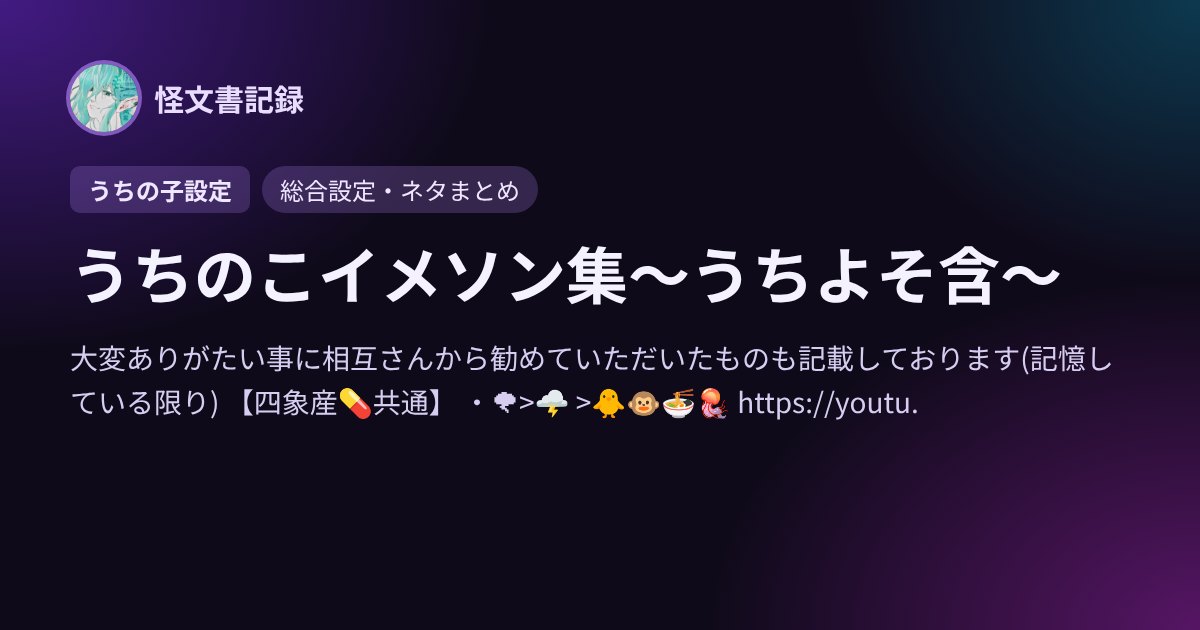 怪文書記録
うちの子設定 総合設定・ネタまとめ
うちのこイメソン集〜うちよそ含〜
大変ありがたい事に相互さんから勧めていただいたものも記載しております(記憶し
ている限り) 【四象産💊共通】 ・🌪>🌩 >🐥🐵🍜🪼 https://youtu.